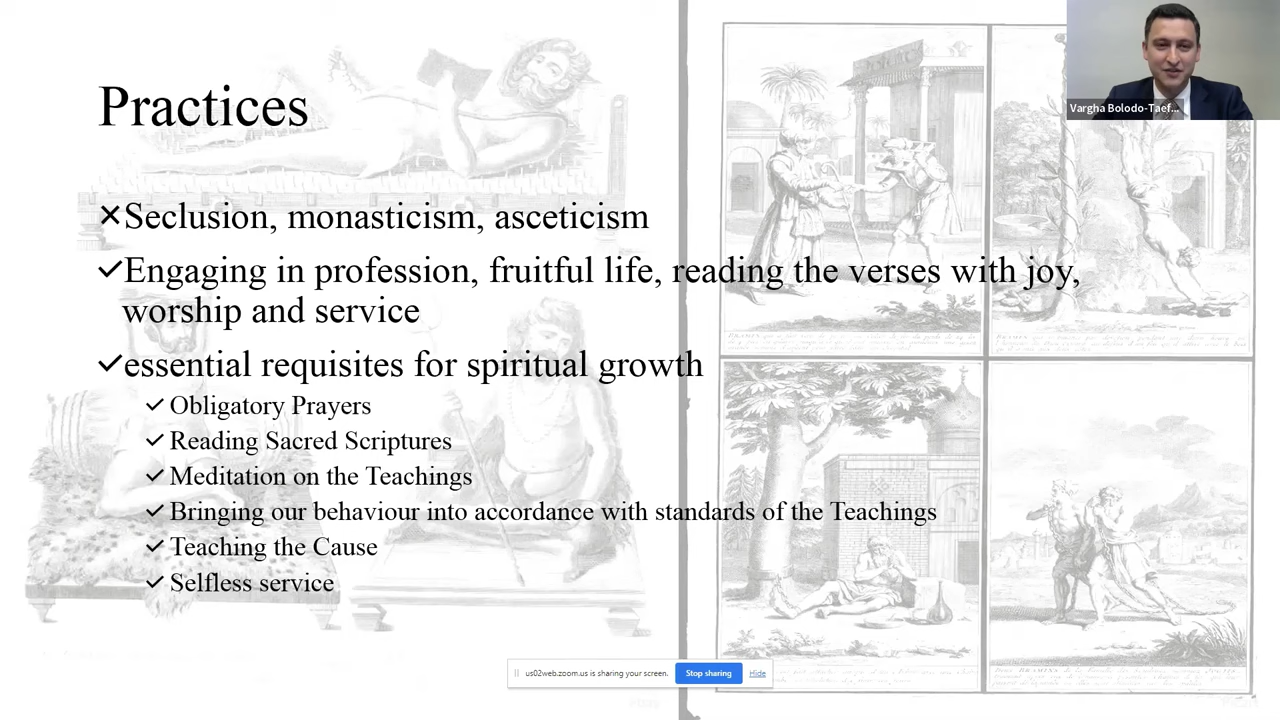 Vargha Bolodo-Taef...
Practices
×Seclusion, monasticism, asceticism
✓Engaging in profession, fruitful life, reading the verses with joy,
worship and service
✓essential requisites for spiritual growth
✓ Obligatory Prayers
✓ Reading Sacred Scriptures
✓ Meditation on the Teachings
✓ Bringing our behaviour into accordance with standards of the Teachings
✓ Teaching the Cause
✓ Selfless service
us02web.zoom.us is sharing your screen. Stop sharing Hide